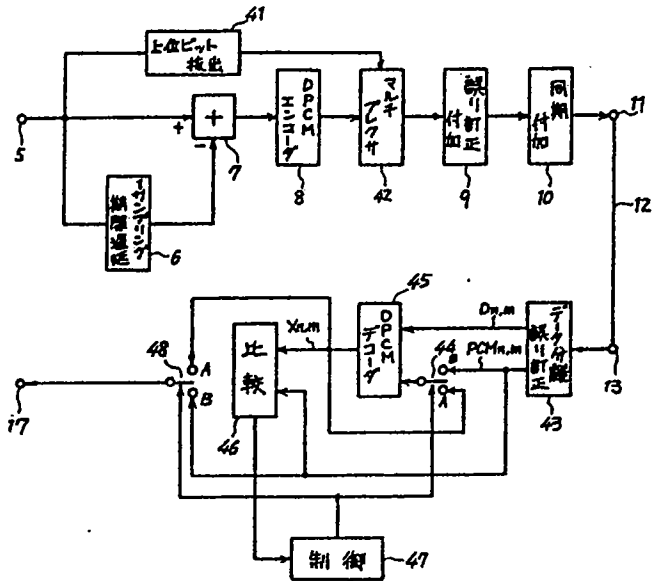 41
上位ビット
抜出
5
+
-
+
7
1サンプリング
期間遅延
6
DPCM
エンコーダ
8
マルチ
プレクサ
42
誤り訂正
付加
9
同期
付加
10
11
12
13
データ分離
誤り訂正
43
Dn,m
PCMn,m
44
B
A
45
DPCM
デコーダ
Xn,m
比較
46
48
A
B
17
制御
47